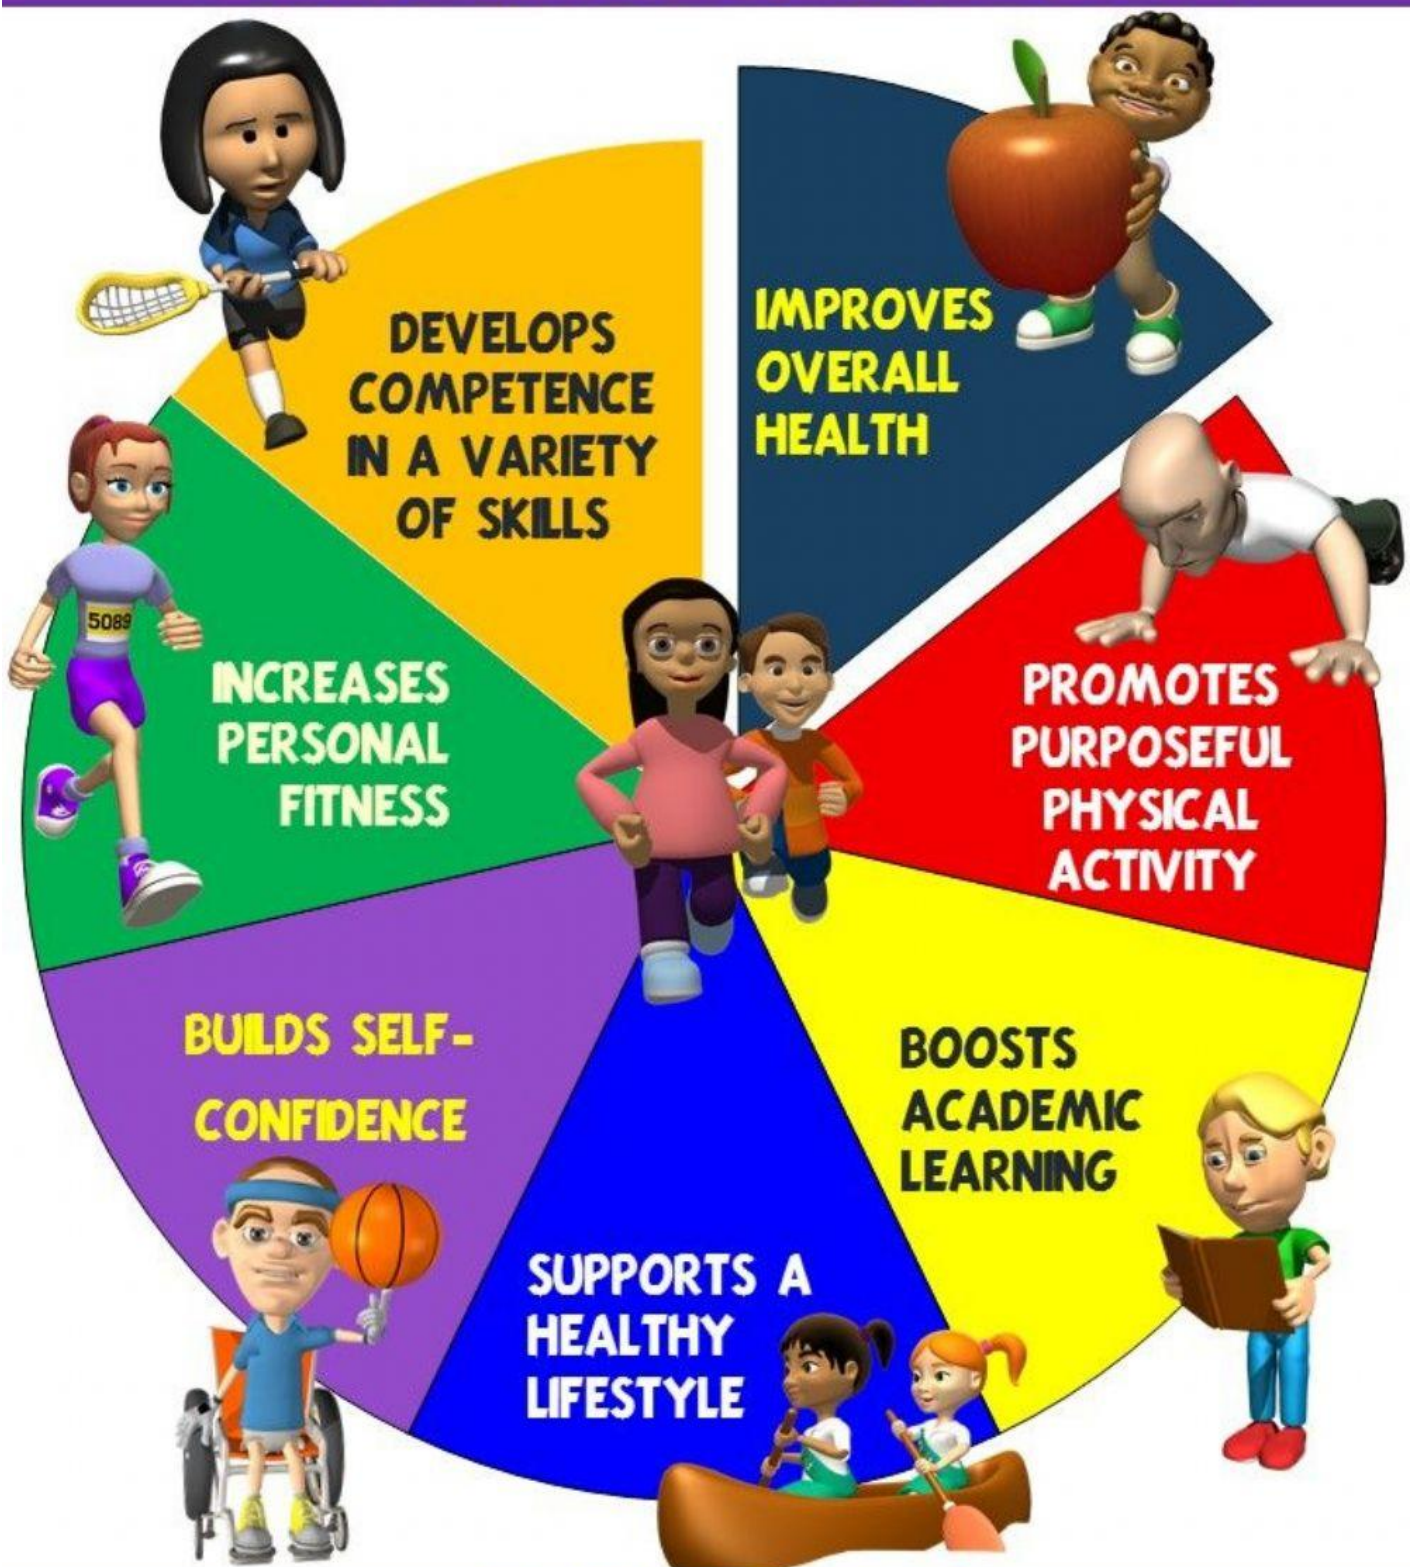 IMPROVES
OVERALL
HEALTH
PROMOTES
PURPOSEFUL
PHYSICAL
ACTIVITY
BOOSTS
ACADEMIC
LEARNING
SUPPORTS A
HEALTHY
LIFESTYLE
BUILDS SELF-
CONFIDENCE
INCREASES
PERSONAL
FITNESS
5089
DEVELOPS
COMPETENCE
IN A VARIETY
OF SKILLS